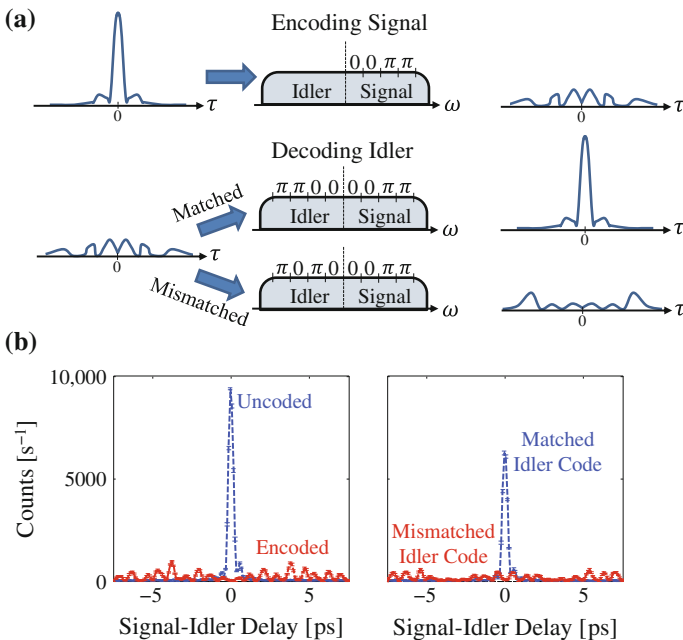 (a)
Encoding Signal
0 0 π π
Idler
Signal
ω
τ
0
τ
0
Decoding Idler
Matched
π π 0 0 0 0 π π
Idler
Signal
ω
τ
0
τ
0
Mismatched
π 0 π 0 0 0 π π
Idler
Signal
ω
τ
0
(b)
Counts [s⁻¹]
10,000
5000
0
Uncoded
Encoded
−5
0
5
Signal-Idler Delay [ps]
Matched
Idler Code
Mismatched
Idler Code
−5
0
5
Signal-Idler Delay [ps]